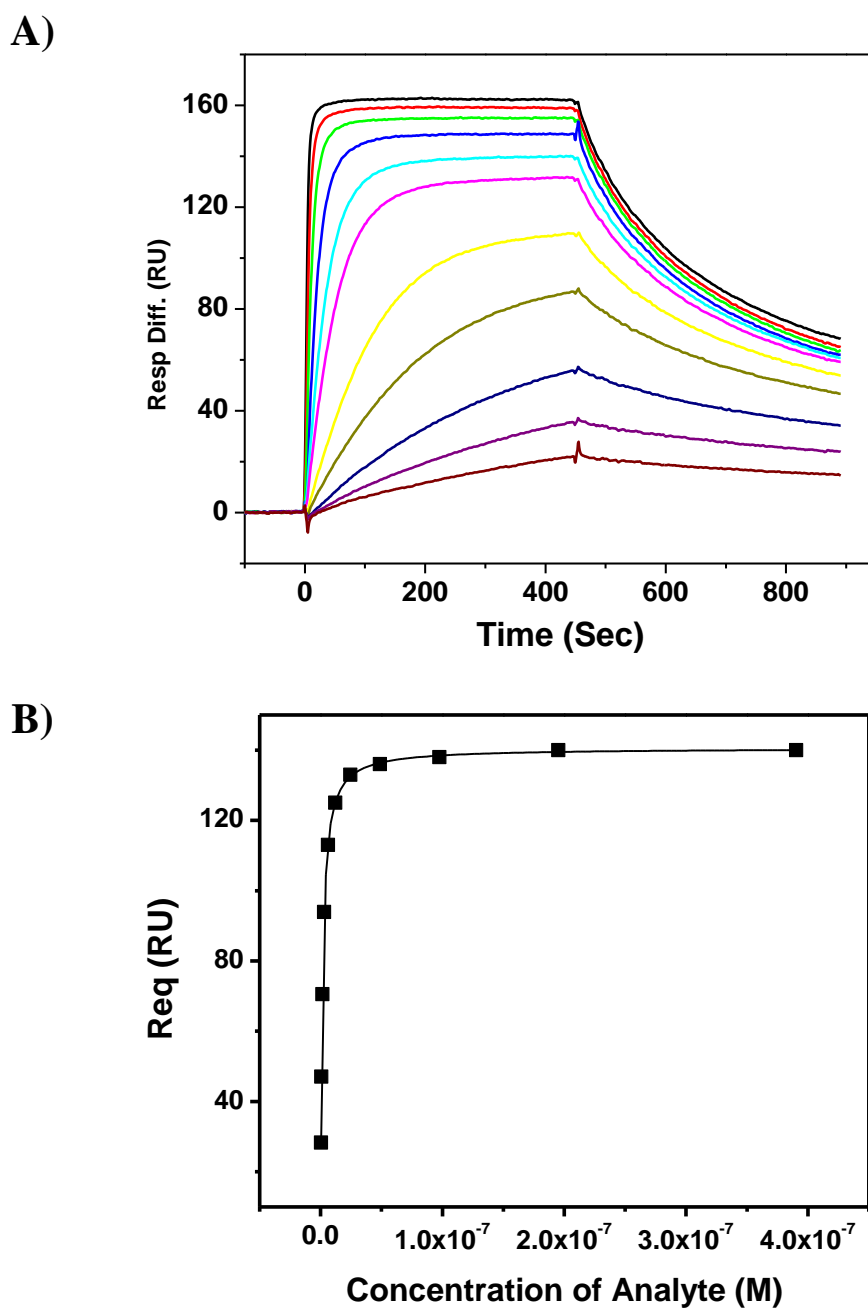 A)
160
120
80
40
0
Resp Diff. (RU)
0 200 400 600 800
Time (Sec)
B)
120
80
40
Req (RU)
0.0 1.0x10⁻⁷ 2.0x10⁻⁷ 3.0x10⁻⁷ 4.0x10⁻⁷
Concentration of Analyte (M)